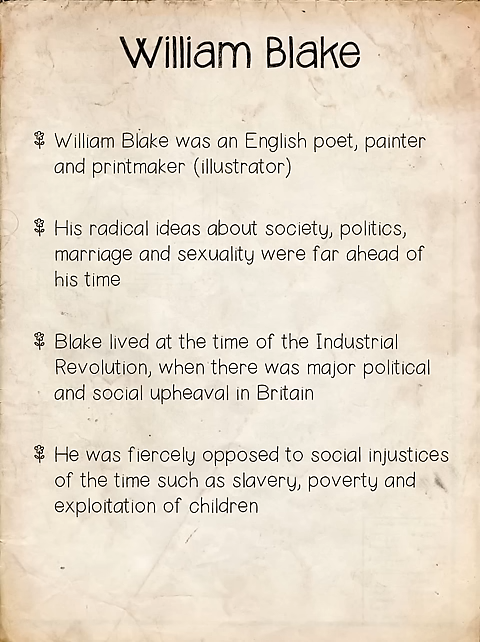 William Blake
William Blake was an English poet, painter
and printmaker (illustrator)
His radical ideas about society, politics,
marriage and sexuality were far ahead of
his time
Blake lived at the time of the Industrial
Revolution, when there was major political
and social upheaval in Britain
He was fiercely opposed to social injustices
of the time such as slavery, poverty and
exploitation of children